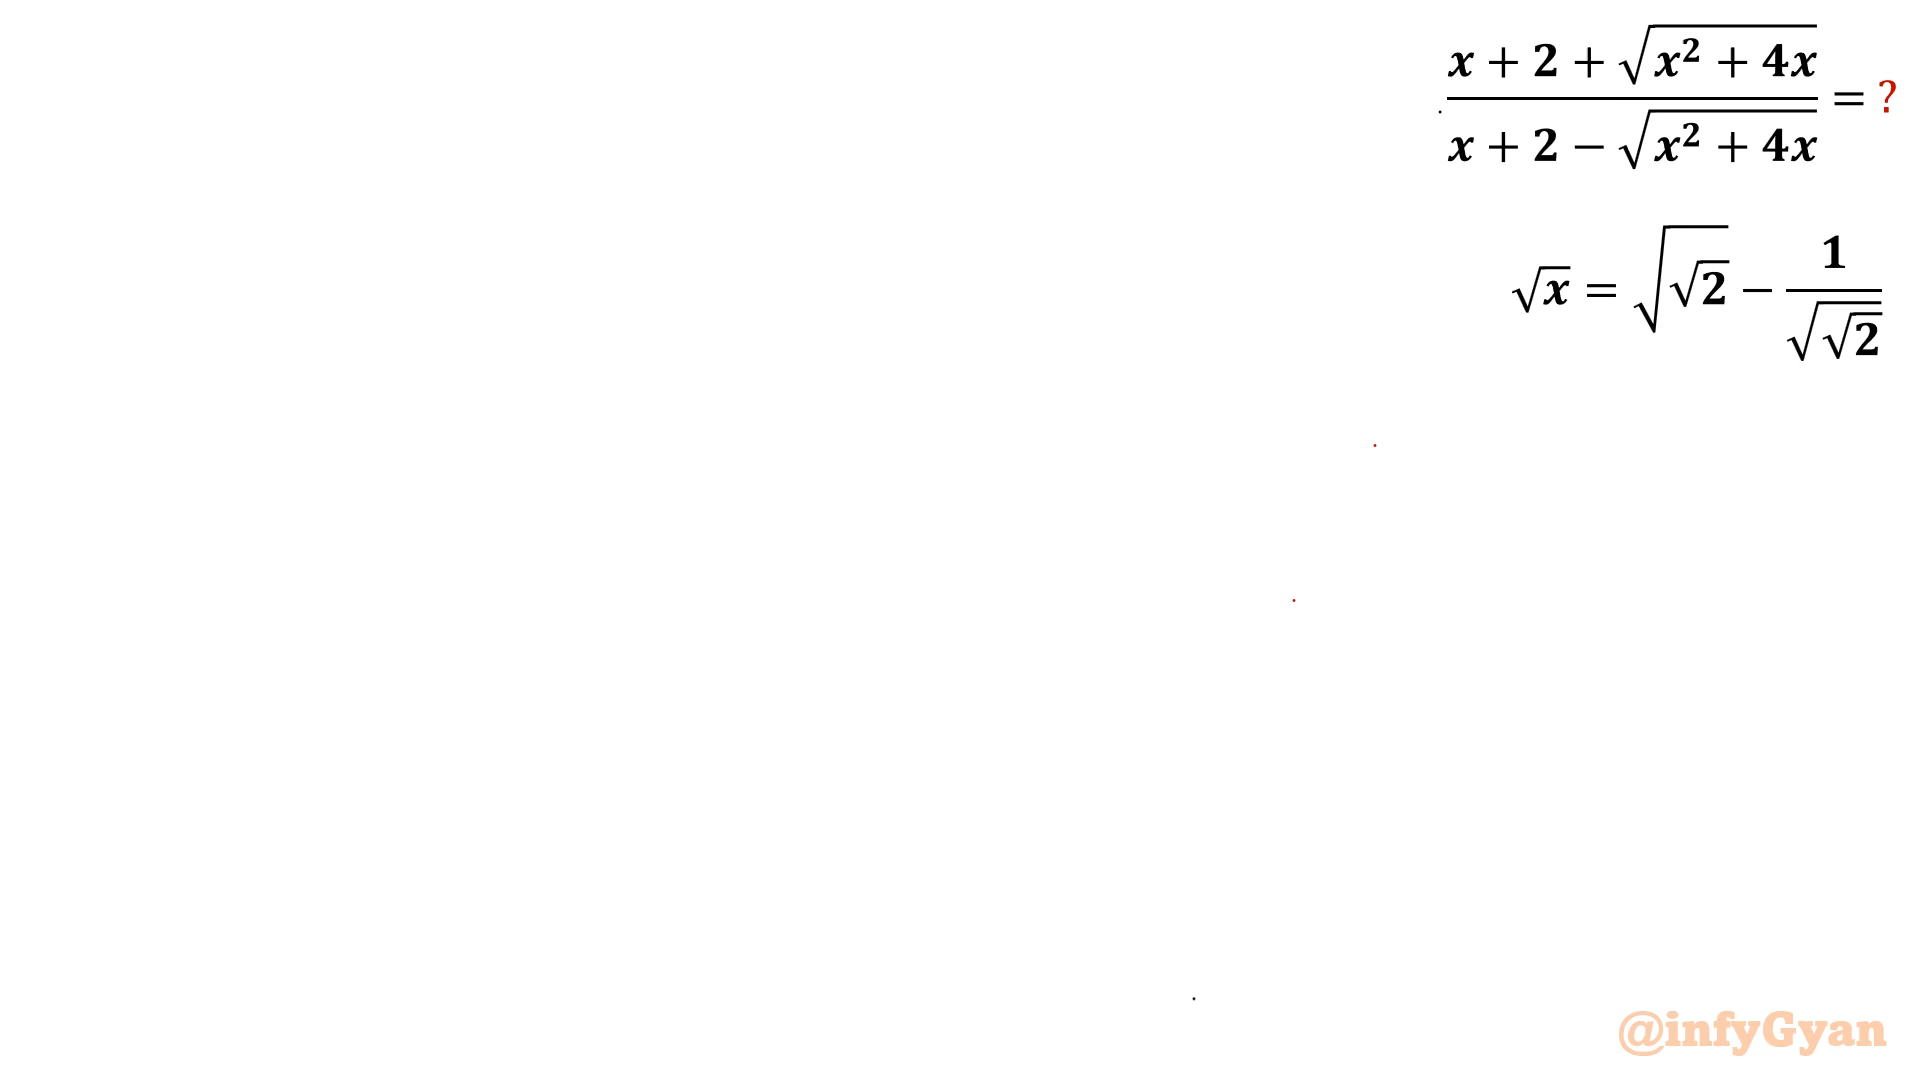 (x + 2 + √(x² + 4x)) / (x + 2 − √(x² + 4x)) = ?
√x = √(√2) − 1/√(√2)
@infyGyan